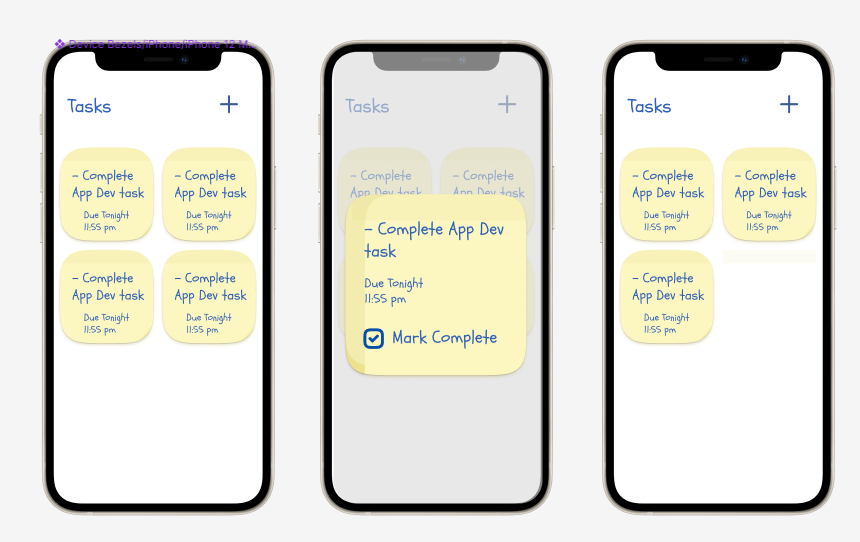 Device Bezels/iPhone/iPhone 12 M...
Tasks +
- Complete
App Dev task
Due Tonight
11:55 pm
- Complete
App Dev task
Due Tonight
11:55 pm
- Complete
App Dev task
Due Tonight
11:55 pm
- Complete
App Dev task
Due Tonight
11:55 pm
Tasks +
- Complete
App Dev task
- Complete
App Dev task
- Complete App Dev
task
Due Tonight
11:55 pm
Mark Complete
Tasks +
- Complete
App Dev task
Due Tonight
11:55 pm
- Complete
App Dev task
Due Tonight
11:55 pm
- Complete
App Dev task
Due Tonight
11:55 pm